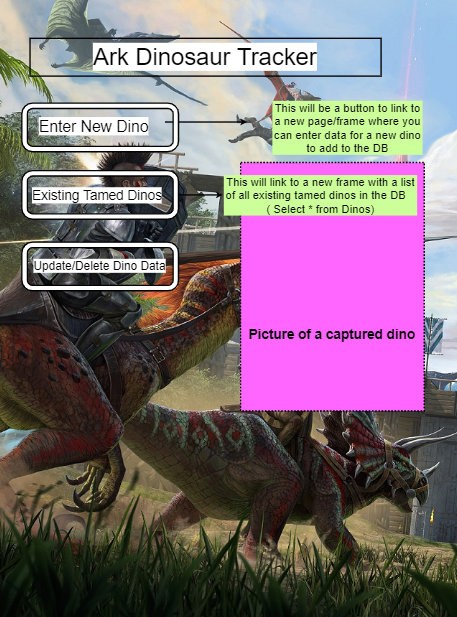 Ark Dinosaur Tracker
Enter New Dino
This will be a button to link to
a new page/frame where you
can enter data for a new dino
to add to the DB
Existing Tamed Dinos
This will link to a new frame with a list
of all existing tamed dinos in the DB
( Select * from Dinos)
Update/Delete Dino Data
Picture of a captured dino